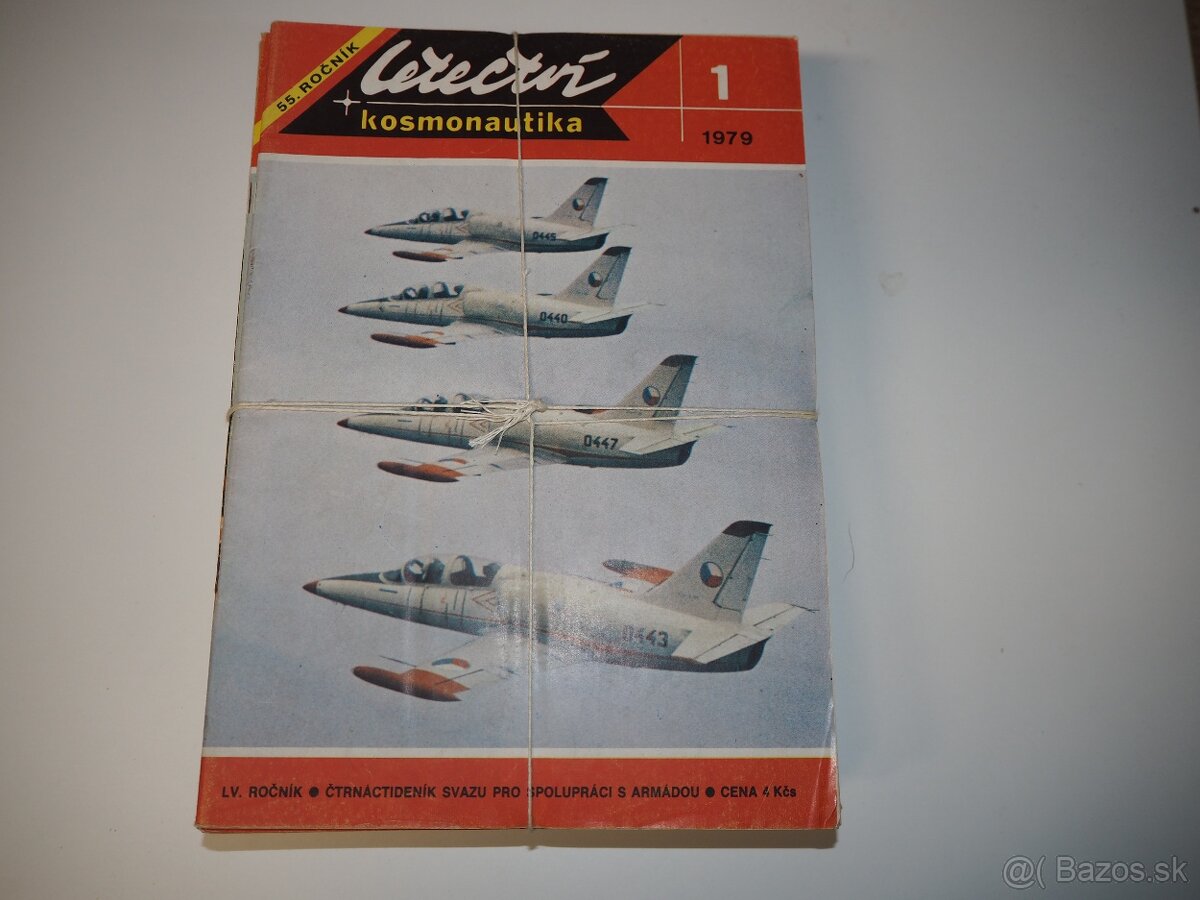 55. ROČNÍK
Letectví
kosmonautika
1
1979
0445
0440
0447
0443
LV. ROČNÍK ● ČTRNÁCTIDENÍK SVAZU PRO SPOLUPRÁCI S ARMÁDOU ● CENA 4 Kčs
@( Bazos.sk